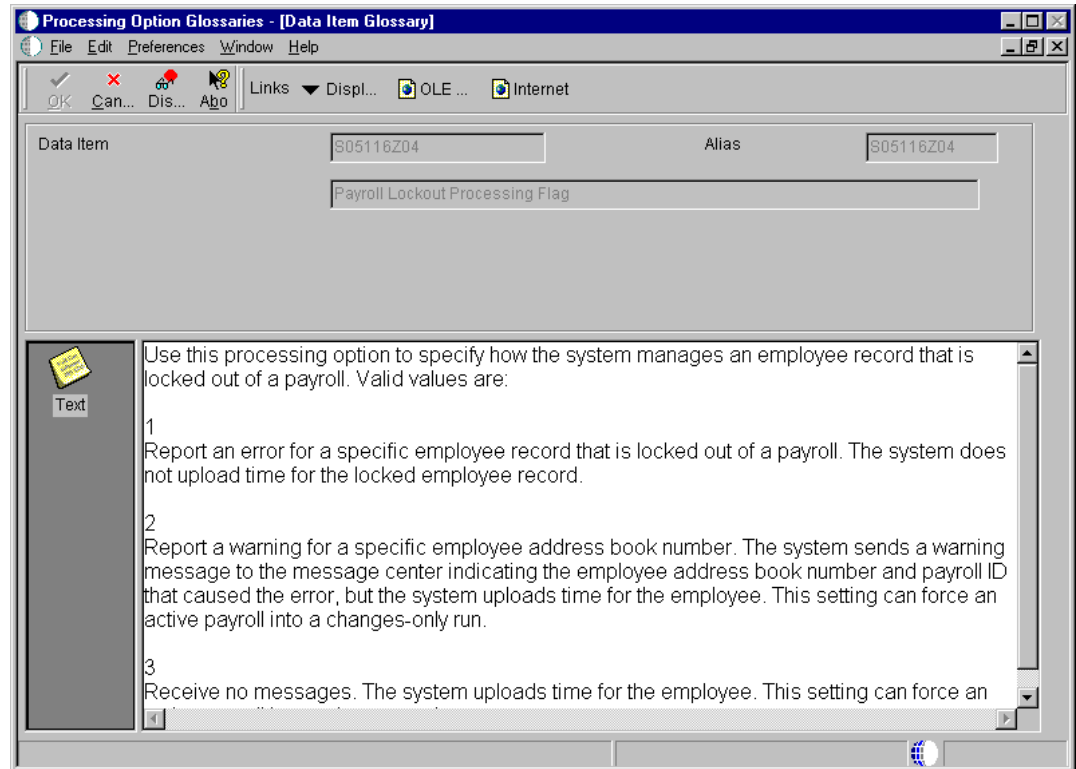 Processing Option Glossaries - [Data Item Glossary]
File Edit Preferences Window Help
OK Can... Dis... Abo Links Displ... OLE ... Internet
Data Item S05116Z04 Alias S05116Z04
Payroll Lockout Processing Flag
Text
Use this processing option to specify how the system manages an employee record that is
locked out of a payroll. Valid values are:
1
Report an error for a specific employee record that is locked out of a payroll. The system does
not upload time for the locked employee record.
2
Report a warning for a specific employee address book number. The system sends a warning
message to the message center indicating the employee address book number and payroll ID
that caused the error, but the system uploads time for the employee. This setting can force an
active payroll into a changes-only run.
3
Receive no messages. The system uploads time for the employee. This setting can force an